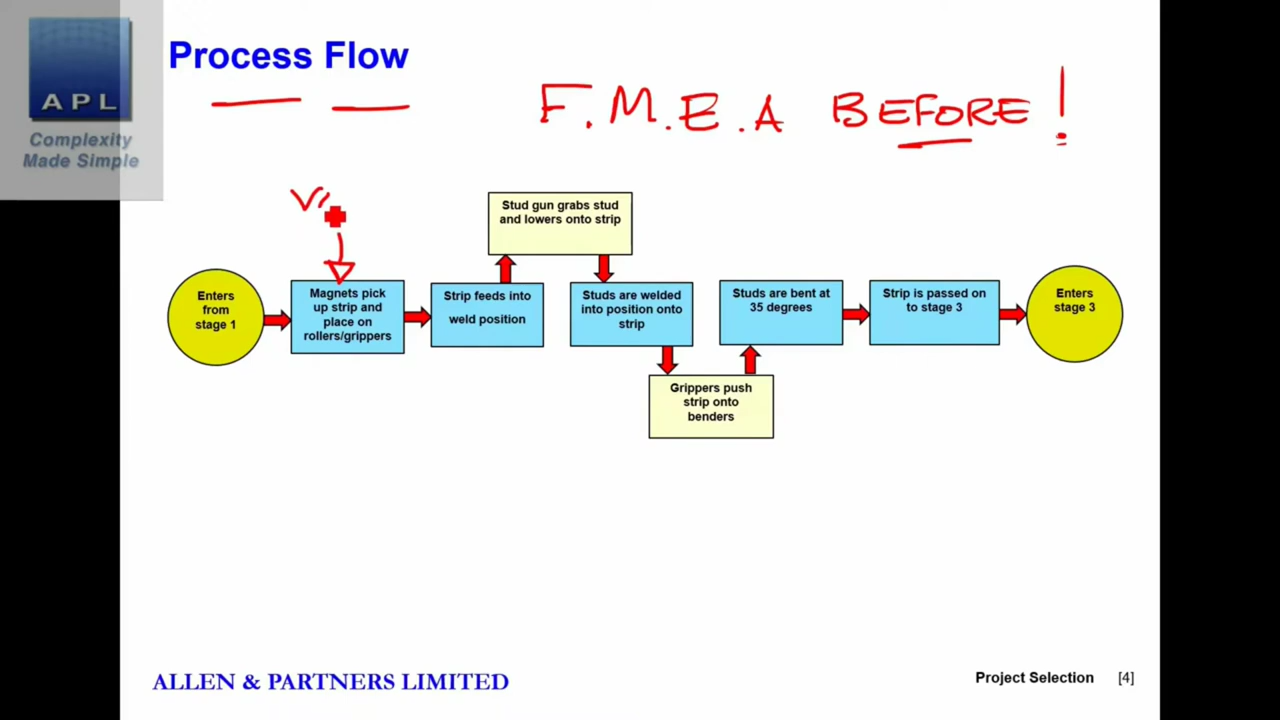 APL
Complexity
Made Simple
Process Flow
F.M.E.A BEFORE!
Enters
from
stage 1
Magnets pick
up strip and
place on
rollers/grippers
Strip feeds into
weld position
Stud gun grabs stud
and lowers onto strip
Studs are welded
into position onto
strip
Grippers push
strip onto
benders
Studs are bent at
35 degrees
Strip is passed on
to stage 3
Enters
stage 3
ALLEN & PARTNERS LIMITED
Project Selection [4]